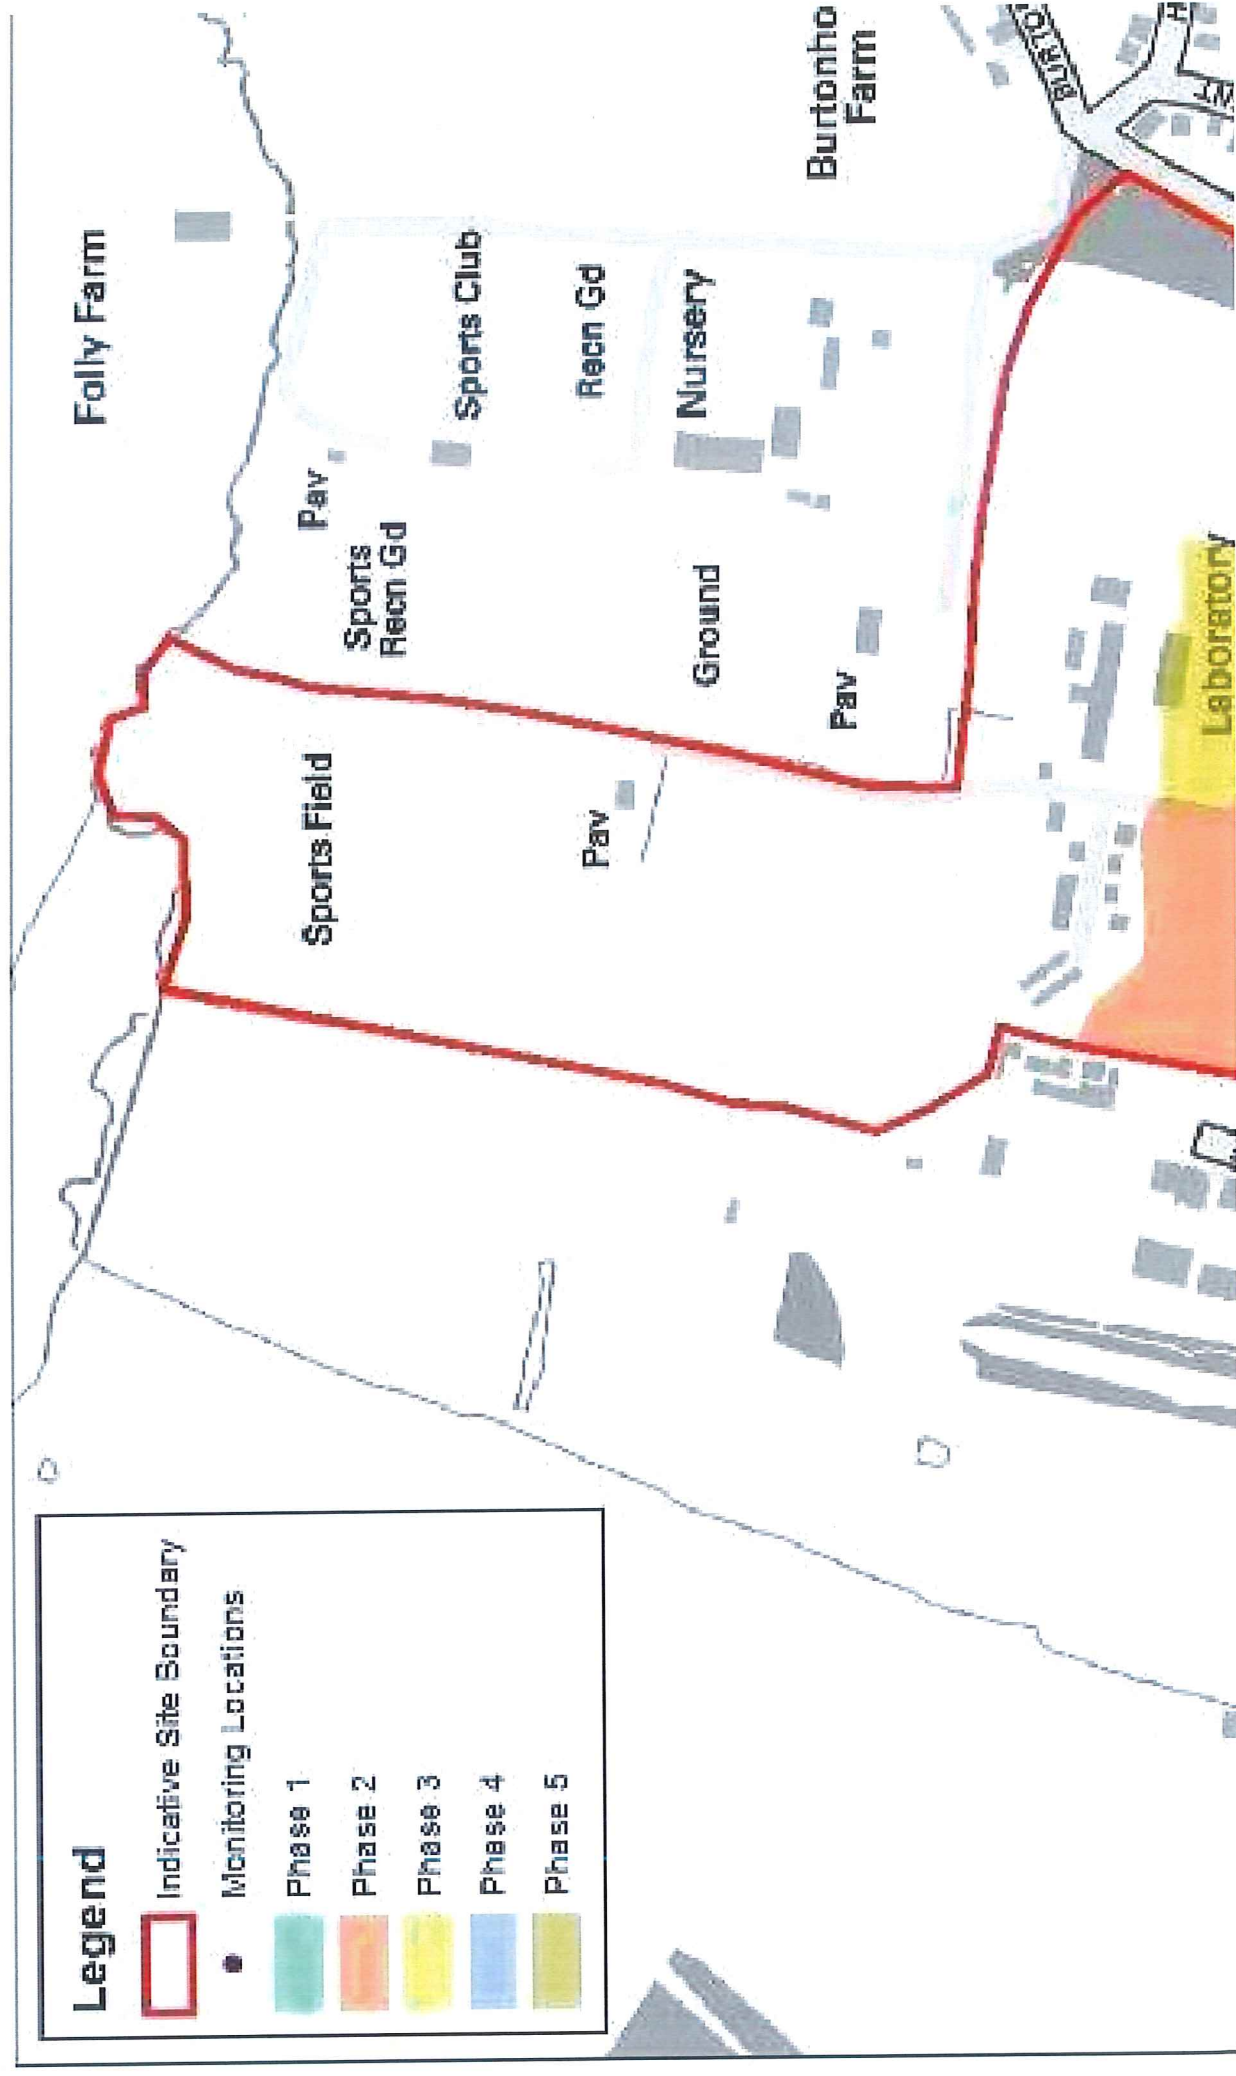 Legend
Indicative Site Boundary
Monitoring Locations
Phase 1
Phase 2
Phase 3
Phase 4
Phase 5
Folly Farm
Pav
Sports
Recn Gd
Sports Club
Recn Gd
Sports Field
Pav
Nursery
Ground
Pav
Burtonho
Farm
BURTO
Laboratory